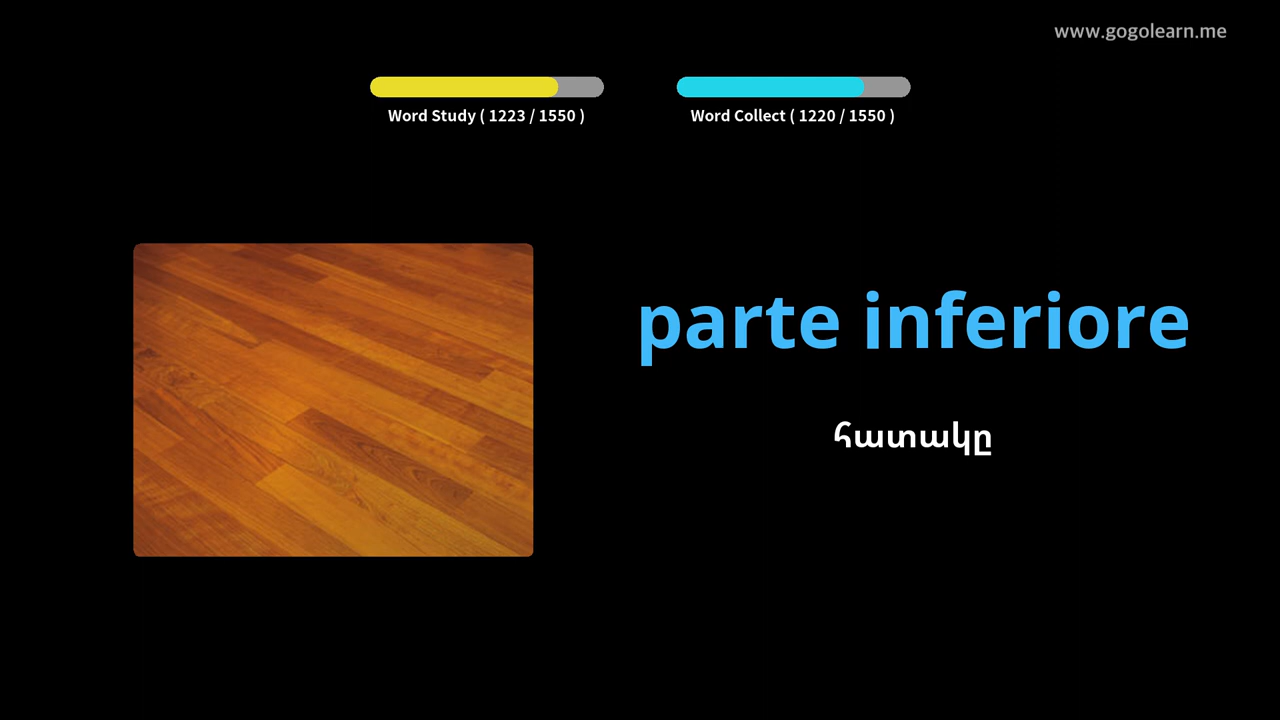 www.gogolearn.me
Word Study ( 1223 / 1550 )
Word Collect ( 1220 / 1550 )
parte inferiore
հատակը